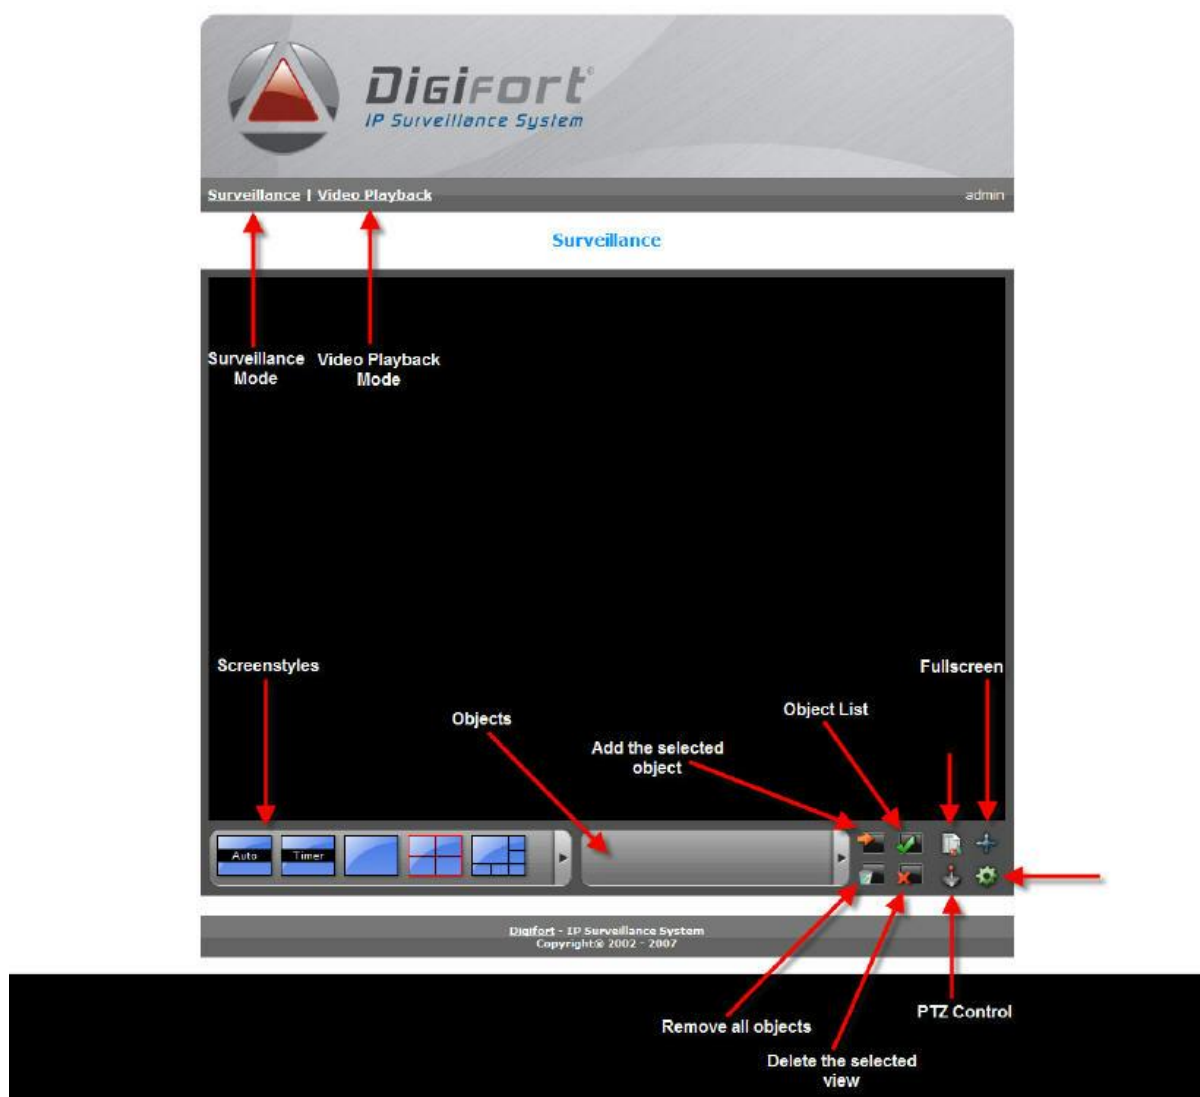 Digifort®
IP Surveillance System
Surveillance | Video Playback
admin
Surveillance
Surveillance
Mode
Video Playback
Mode
Screenstyles
Fullscreen
Objects
Object List
Add the selected
object
Auto
Timer
Digifort - IP Surveillance System
Copyright® 2002 - 2007
Remove all objects
PTZ Control
Delete the selected
view